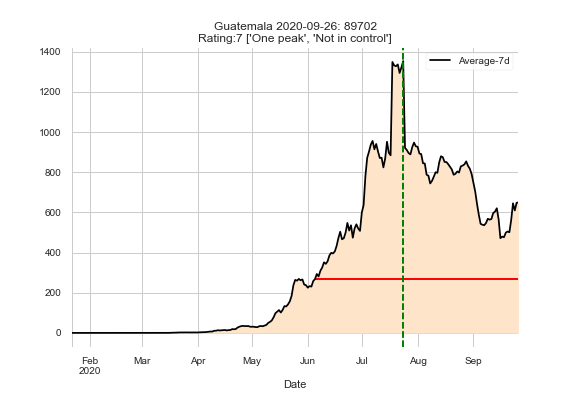 Guatemala 2020-09-26: 89702
Rating:7 ['One peak', 'Not in control']
Average-7d
1400
1200
1000
800
600
400
200
0
Feb
2020
Mar
Apr
May
Jun
Jul
Aug
Sep
Date